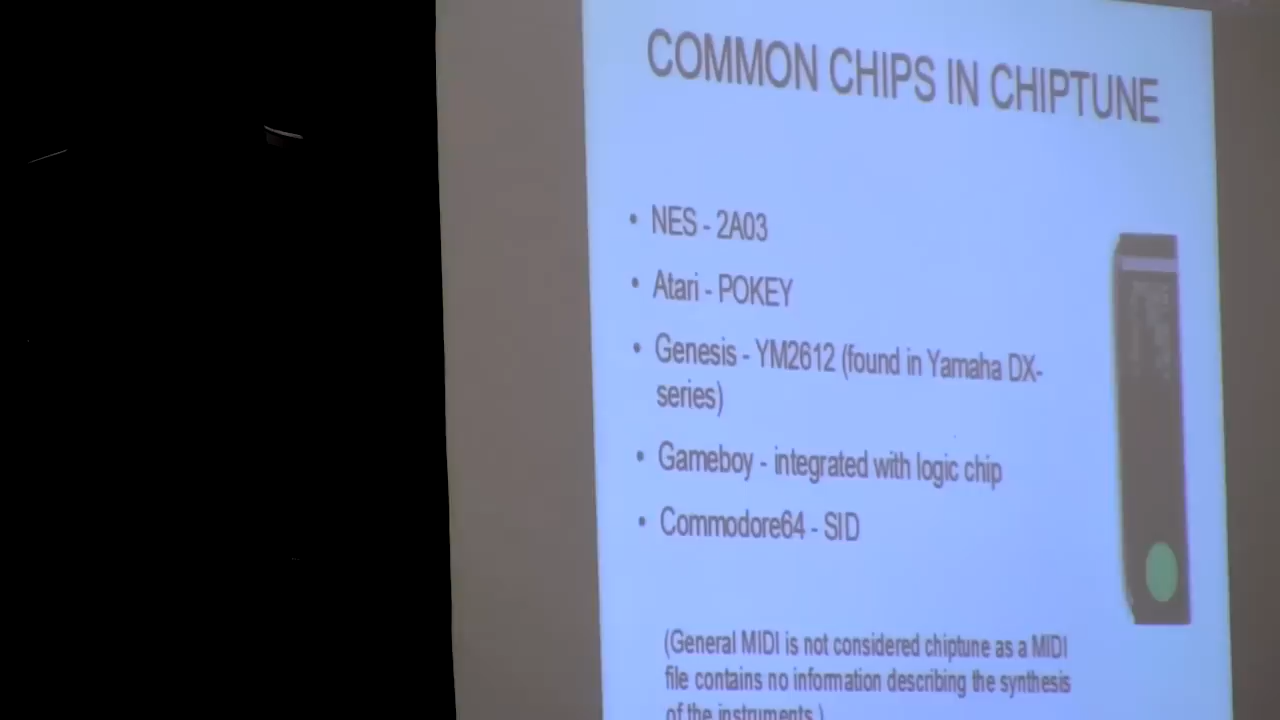 COMMON CHIPS IN CHIPTUNE
• NES - 2A03
• Atari - POKEY
• Genesis - YM2612 (found in Yamaha DX-
series)
• Gameboy - integrated with logic chip
• Commodore64 - SID
(General MIDI is not considered chiptune as a MIDI
file contains no information describing the synthesis
of the instruments.)